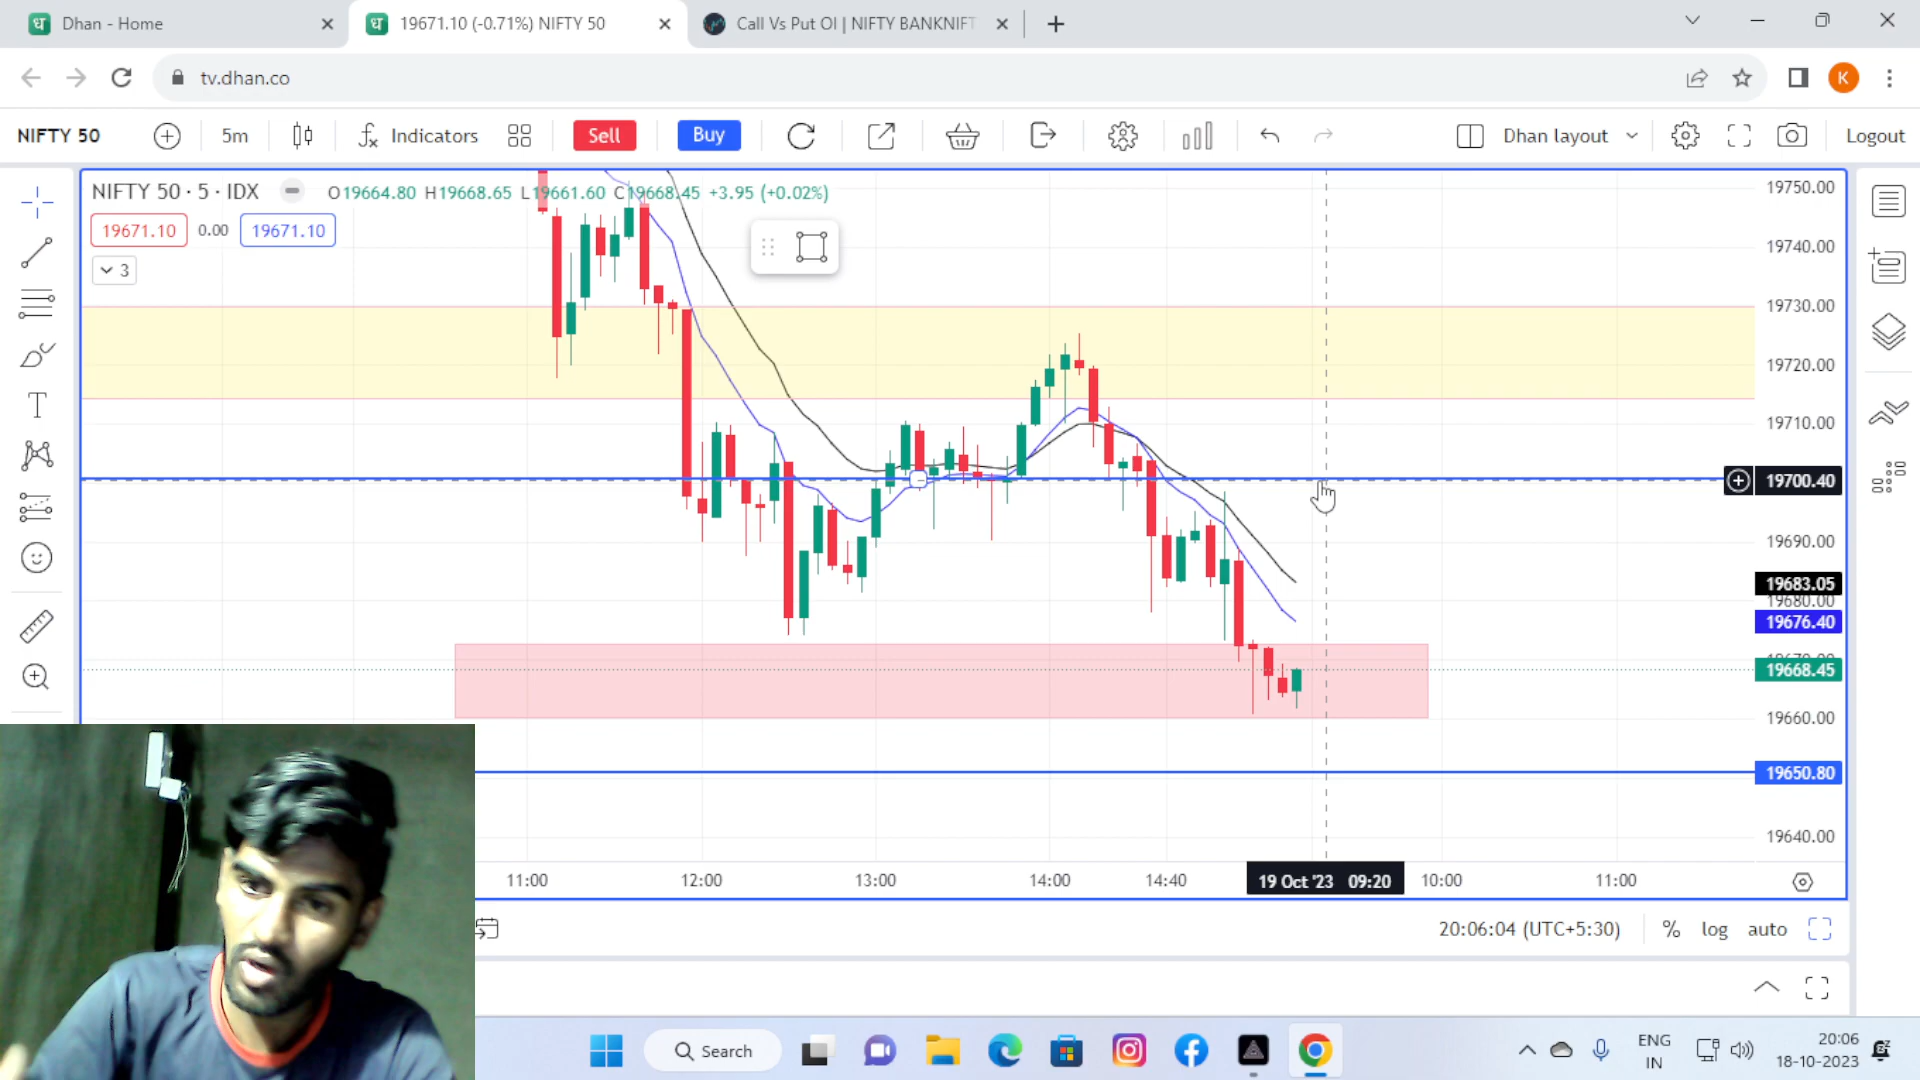 Dhan - Home
19671.10 (-0.71%) NIFTY 50
Call Vs Put OI | NIFTY BANKNIFT
tv.dhan.co
K
NIFTY 50
5m
Indicators
Sell
Buy
Dhan layout
Logout
NIFTY 50 · 5 · IDX
O19664.80 H19668.65 L19661.60 C19668.45 +3.95 (+0.02%)
19671.10
0.00
19671.10
3
19750.00
19740.00
19730.00
19720.00
19710.00
19700.40
19690.00
19683.05
19680.00
19676.40
19668.45
19660.00
19650.80
19640.00
11:00
12:00
13:00
14:00
14:40
19 Oct '23 09:20
10:00
11:00
20:06:04 (UTC+5:30)
%
log
auto
Search
ENG
IN
20:06
18-10-2023